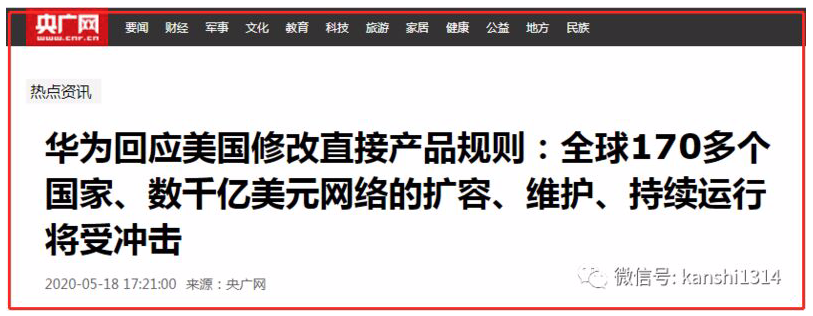 央广网 要闻 财经 军事 文化 教育 科技 旅游 家居 健康 公益 地方 民族
www.cnr.cn
热点资讯
华为回应美国修改直接产品规则：全球170多个
国家、数千亿美元网络的扩容、维护、持续运行
将受冲击
2020-05-18 17:21:00 来源：央广网
微信号: kanshi1314